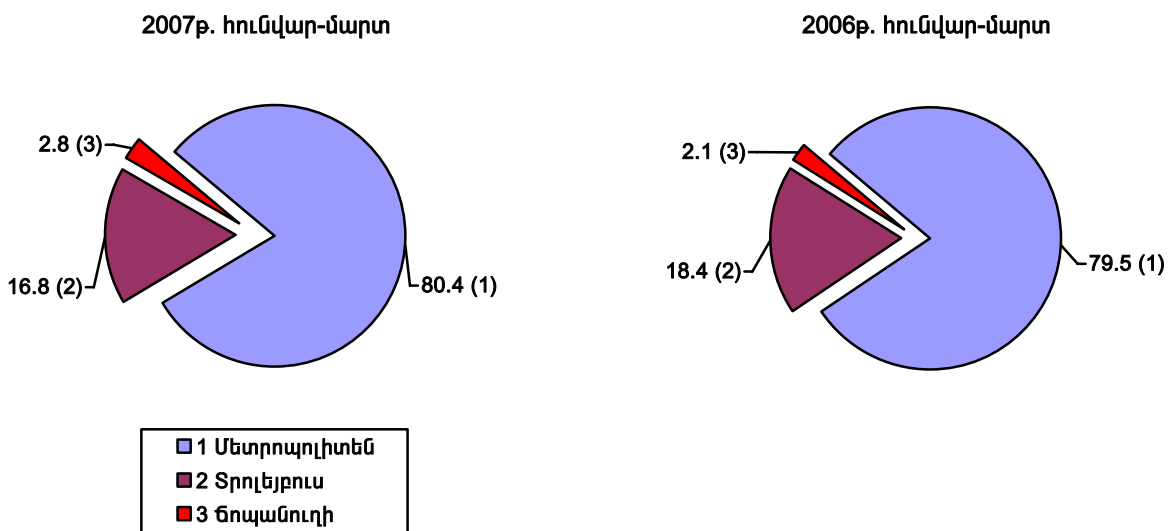 2007թ. հունվար-մարտ
2006թ. հունվար-մարտ
2.8 (3)
16.8 (2)
80.4 (1)
2.1 (3)
18.4 (2)
79.5 (1)
1 Մետրոպոլիտեն
2 Տրոլեյբուս
3 Ճոպանուղի